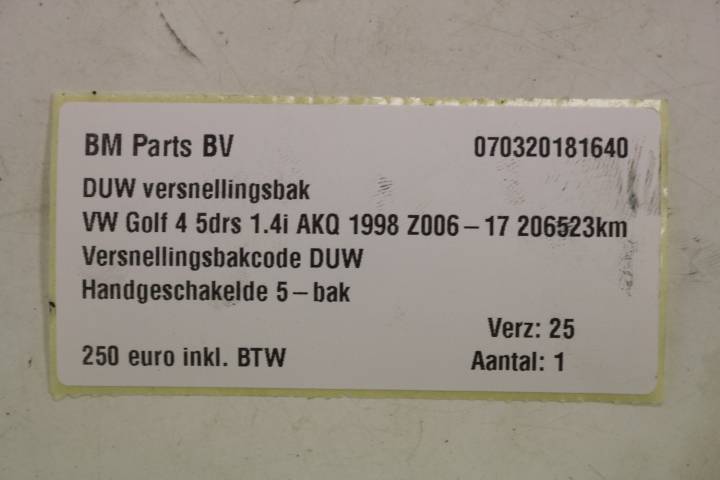 BM Parts BV 070320181640
DUW versnellingsbak
VW Golf 4 5drs 1.4i AKQ 1998 Z006-17 206523km
Versnellingsbakcode DUW
Handgeschakelde 5-bak
Verz: 25
250 euro inkl. BTW Aantal: 1